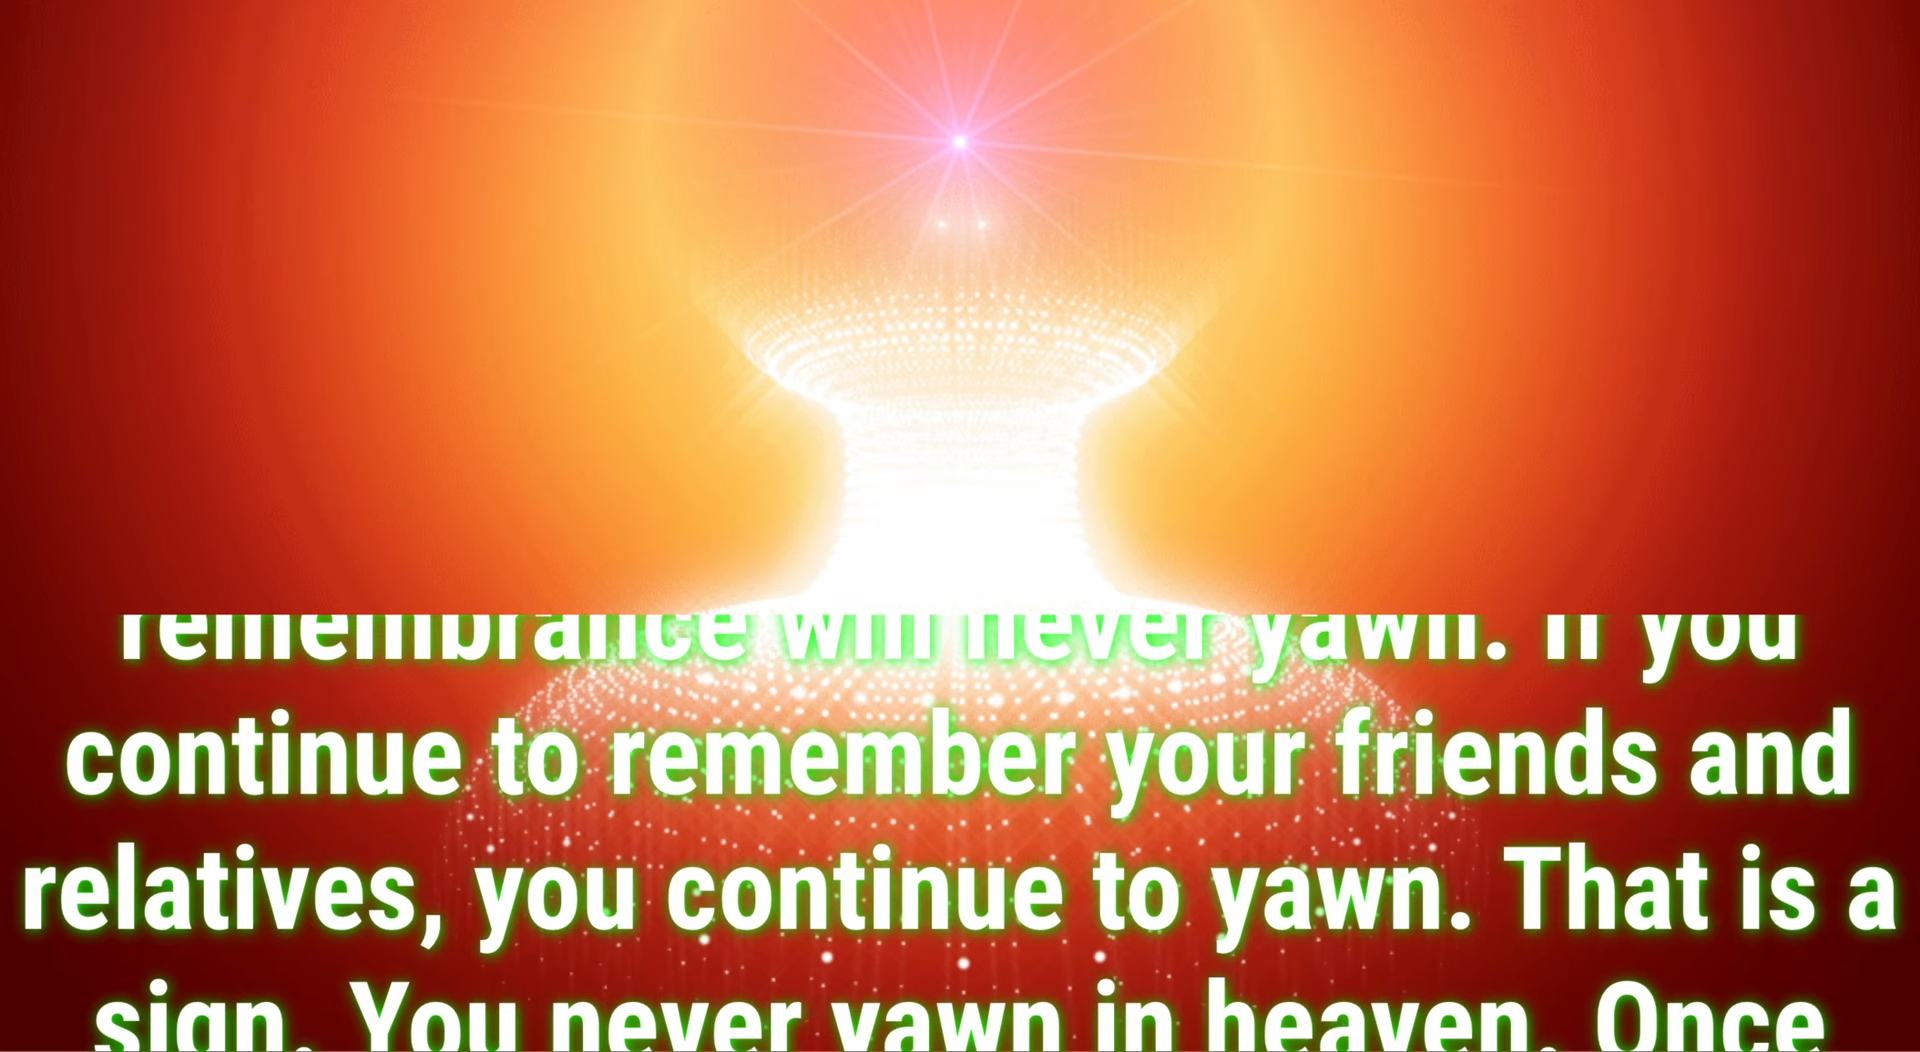 remembrance will never yawn. If you
continue to remember your friends and
relatives, you continue to yawn. That is a
sign. You never yawn in heaven. Once